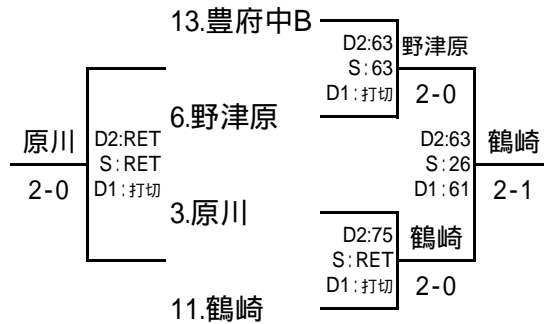 13.豊府中B
D2:63
S:63
D1:打切
野津原
2-0
6.野津原
原川
2-0
D2:RET
S:RET
D1:打切
D2:63
S:26
D1:61
鶴崎
2-1
3.原川
D2:75
S:RET
D1:打切
鶴崎
2-0
11.鶴崎